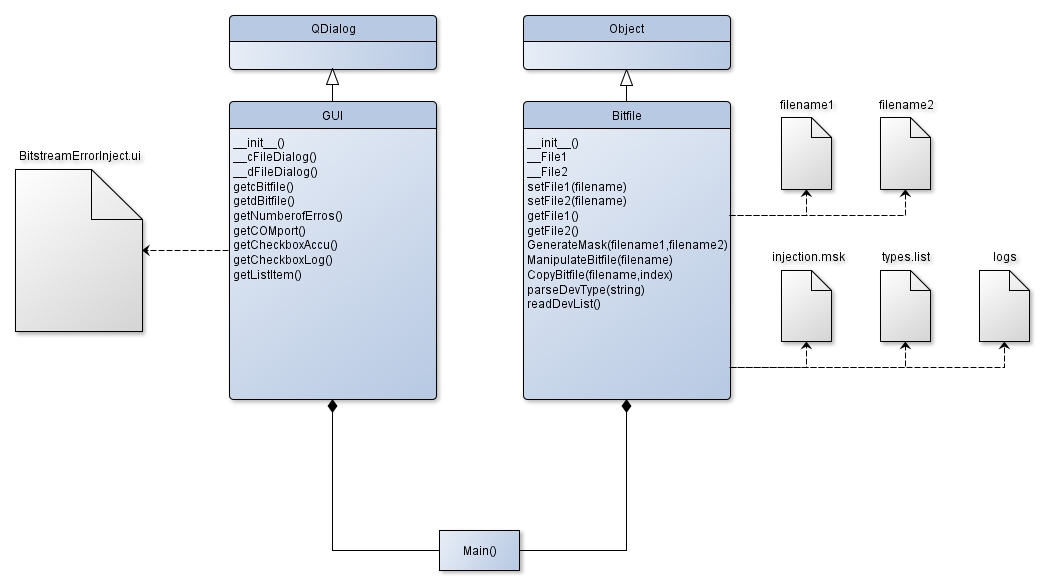 QDialog
Object
GUI
__init__()
__cFileDialog()
__dFileDialog()
getcBitfile()
getdBitfile()
getNumberofErros()
getCOMport()
getCheckboxAccu()
getCheckboxLog()
getListItem()
Bitfile
__init__()
__File1
__File2
setFile1(filename)
setFile2(filename)
getFile1()
getFile2()
GenerateMask(filename1,filename2)
ManipulateBitfile(filename)
CopyBitfile(filename,index)
parseDevType(string)
readDevList()
BitstreamErrorInject.ui
filename1
filename2
injection.msk
types.list
logs
Main()